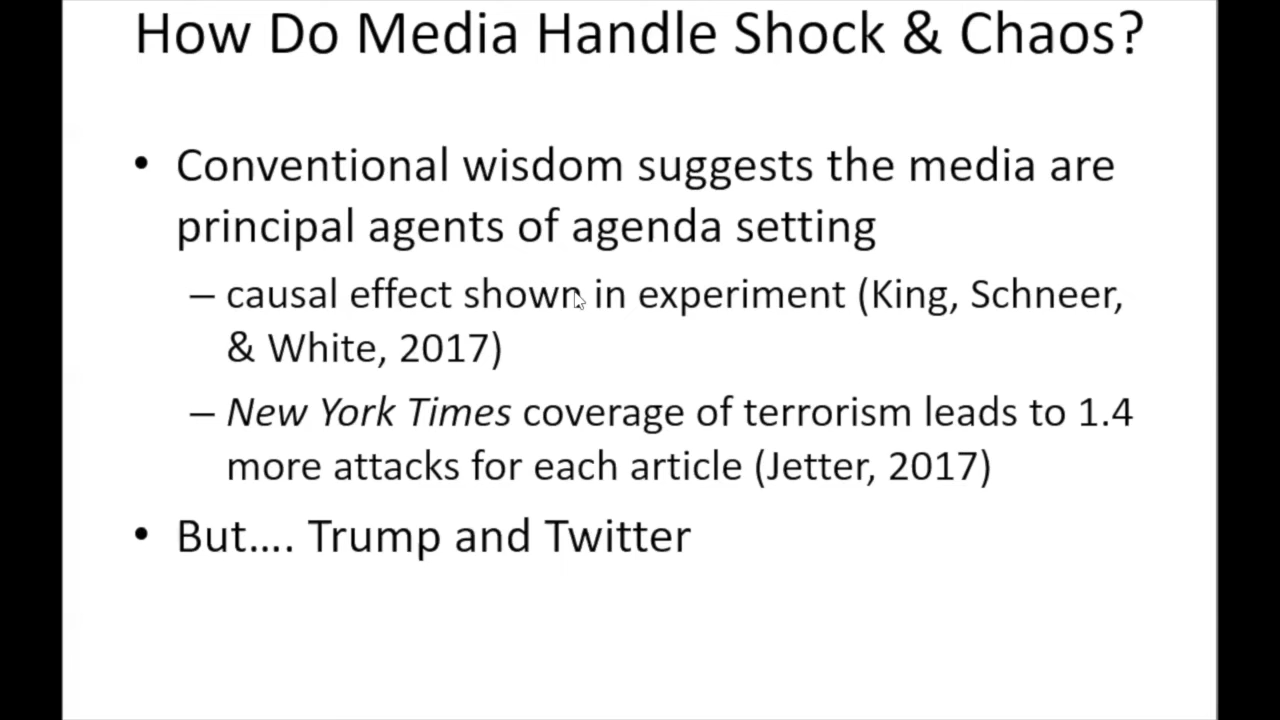 How Do Media Handle Shock & Chaos?
• Conventional wisdom suggests the media are
principal agents of agenda setting
– causal effect shown in experiment (King, Schneer,
& White, 2017)
– New York Times coverage of terrorism leads to 1.4
more attacks for each article (Jetter, 2017)
• But…. Trump and Twitter